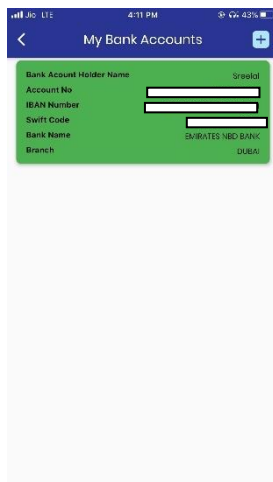 Jio LTE 4:11 PM 43%
My Bank Accounts
Bank Acount Holder Name Sreelal
Account No
IBAN Number
Swift Code
Bank Name EMIRATES NBD BANK
Branch DUBAI